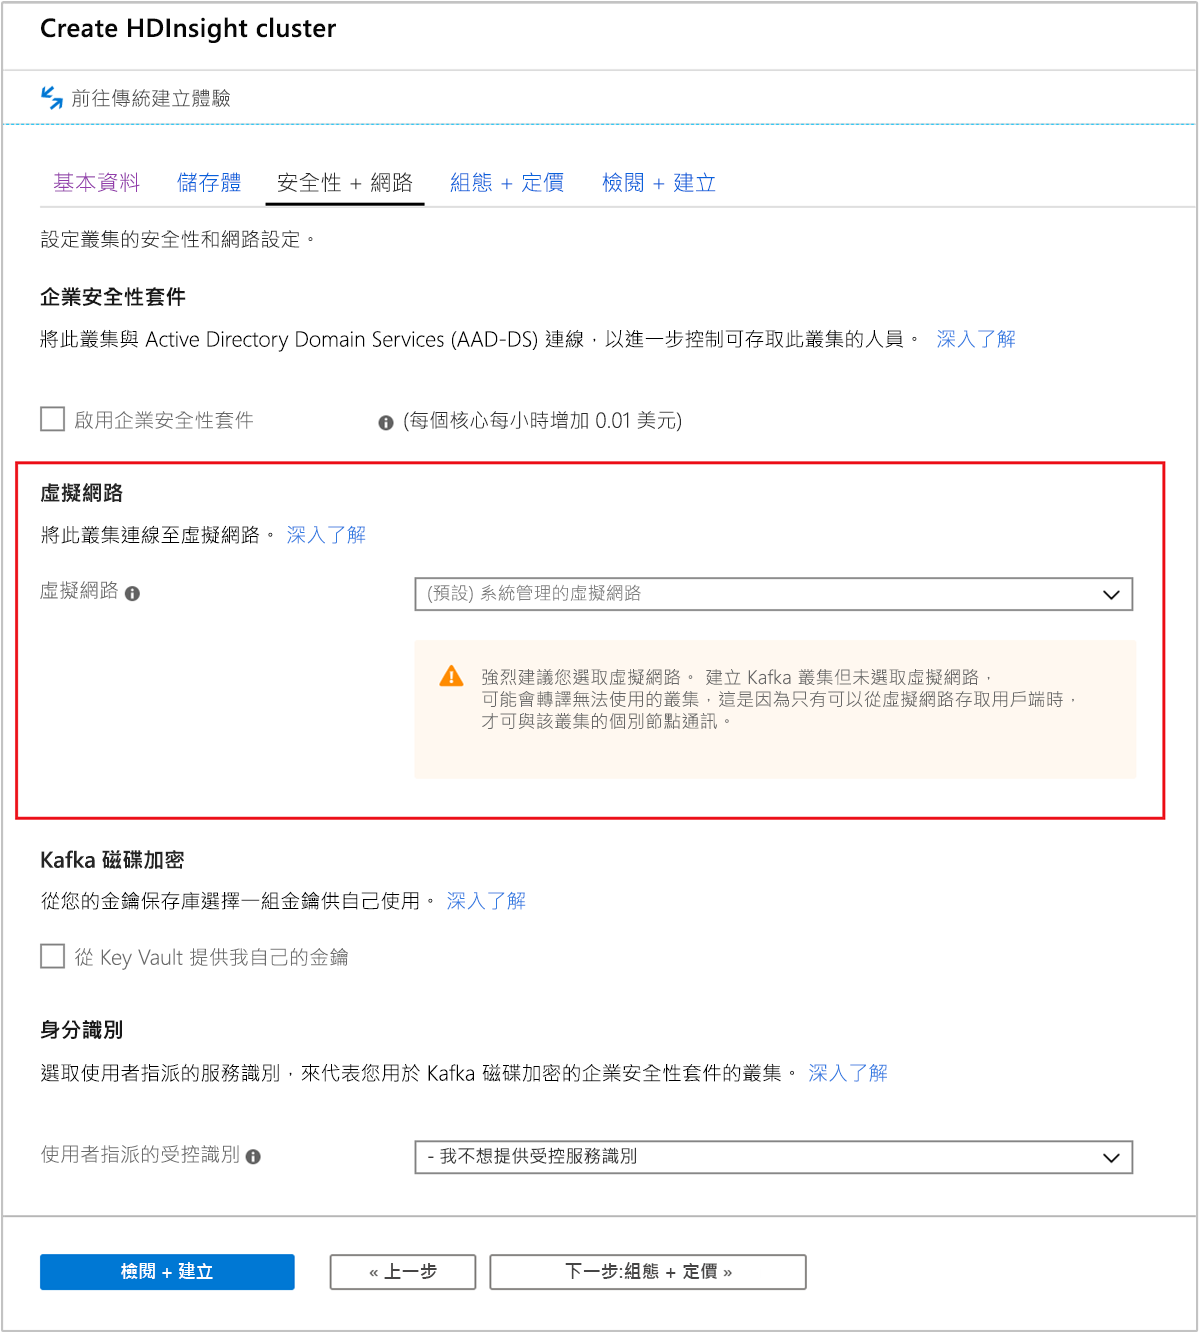 Create HDInsight cluster
前往傳統建立體驗
基本資料 儲存體 安全性 + 網路 組態 + 定價 檢閱 + 建立
設定叢集的安全性和網路設定。
企業安全性套件
將此叢集與 Active Directory Domain Services (AAD-DS) 連線，以進一步控制可存取此叢集的人員。 深入了解
啟用企業安全性套件 (每個核心每小時增加 0.01 美元)
虛擬網路
將此叢集連線至虛擬網路。 深入了解
虛擬網路 (預設) 系統管理的虛擬網路
強烈建議您選取虛擬網路。 建立 Kafka 叢集但未選取虛擬網路，
可能會轉譯無法使用的叢集，這是因為只有可以從虛擬網路存取用戶端時，
才可與該叢集的個別節點通訊。
Kafka 磁碟加密
從您的金鑰保存庫選擇一組金鑰供自己使用。 深入了解
從 Key Vault 提供我自己的金鑰
身分識別
選取使用者指派的服務識別，來代表您用於 Kafka 磁碟加密的企業安全性套件的叢集。 深入了解
使用者指派的受控識別 - 我不想提供受控服務識別
檢閱 + 建立 « 上一步 下一步:組態 + 定價 »